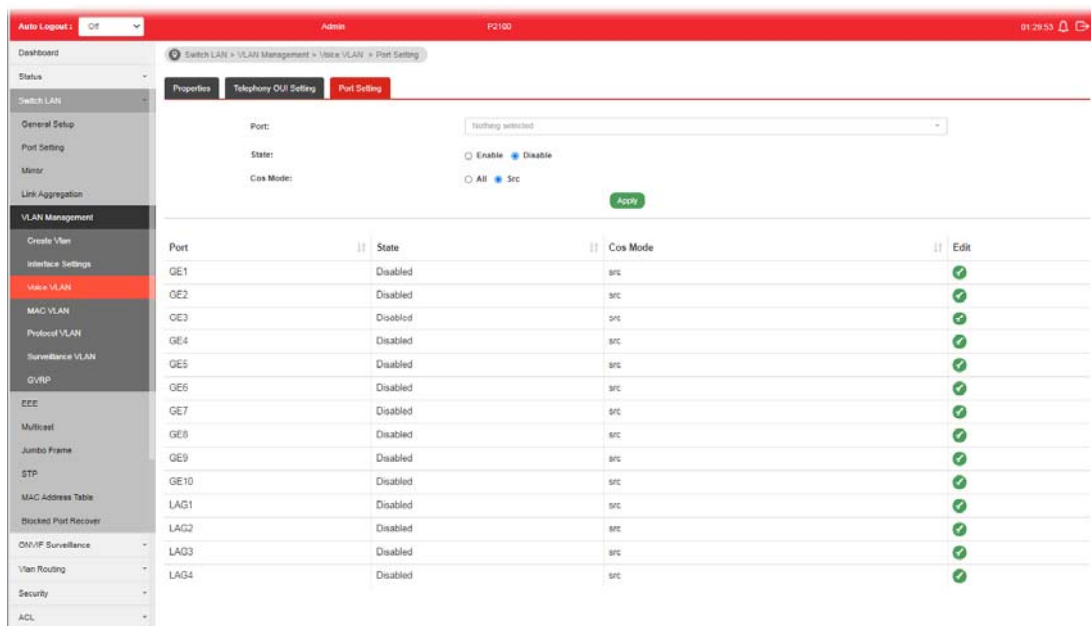 Auto Logout : Off Admin P2100 01:29:53
Dashboard
Status
Switch LAN
General Setup
Port Setting
Mirror
Link Aggregation
VLAN Management
Create Vlan
Interface Settings
Voice VLAN
MAC VLAN
Protocol VLAN
Surveillance VLAN
GVRP
EEE
Multicast
Jumbo Frame
STP
MAC Address Table
Blocked Port Recover
ONVIF Surveillance
Vlan Routing
Security
ACL
Switch LAN > VLAN Management > Voice VLAN > Port Setting
Properties Telephony OUI Setting Port Setting
Port: Nothing selected
State: Enable Disable
Cos Mode: All Src
Apply
Port State Cos Mode Edit
GE1 Disabled src
GE2 Disabled src
GE3 Disabled src
GE4 Disabled src
GE5 Disabled src
GE6 Disabled src
GE7 Disabled src
GE8 Disabled src
GE9 Disabled src
GE10 Disabled src
LAG1 Disabled src
LAG2 Disabled src
LAG3 Disabled src
LAG4 Disabled src